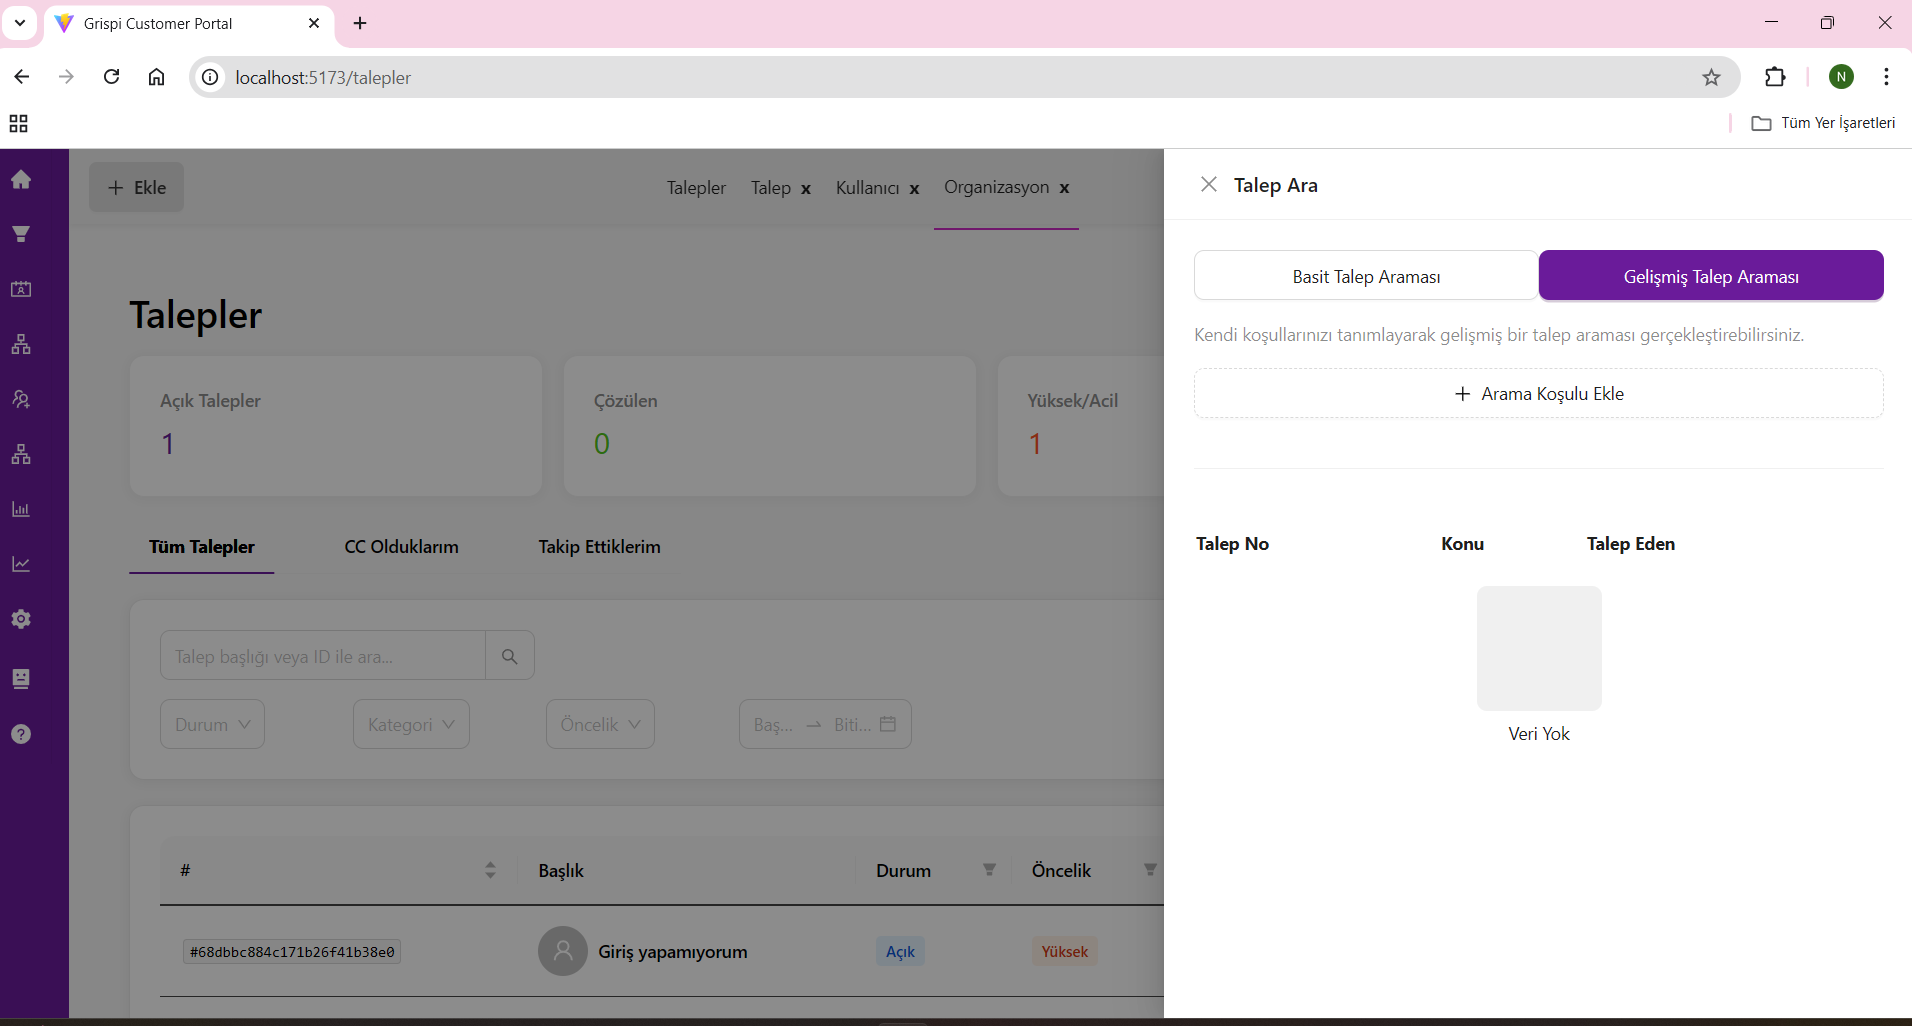 Grispi Customer Portal
localhost:5173/talepler
N
Tüm Yer İşaretleri
Ekle
Talepler
Talep x
Kullanıcı x
Organizasyon x
Talepler
Açık Talepler
1
Çözülen
0
Yüksek/Acil
1
Tüm Talepler
CC Olduklarım
Takip Ettiklerim
Talep başlığı veya ID ile ara...
Durum
Kategori
Öncelik
Baş...
Biti...
#
Başlık
Durum
Öncelik
#68dbbc884c171b26f41b38e0
Giriş yapamıyorum
Açık
Yüksek
Talep Ara
Basit Talep Araması
Gelişmiş Talep Araması
Kendi koşullarınızı tanımlayarak gelişmiş bir talep araması gerçekleştirebilirsiniz.
+ Arama Koşulu Ekle
Talep No
Konu
Talep Eden
Veri Yok